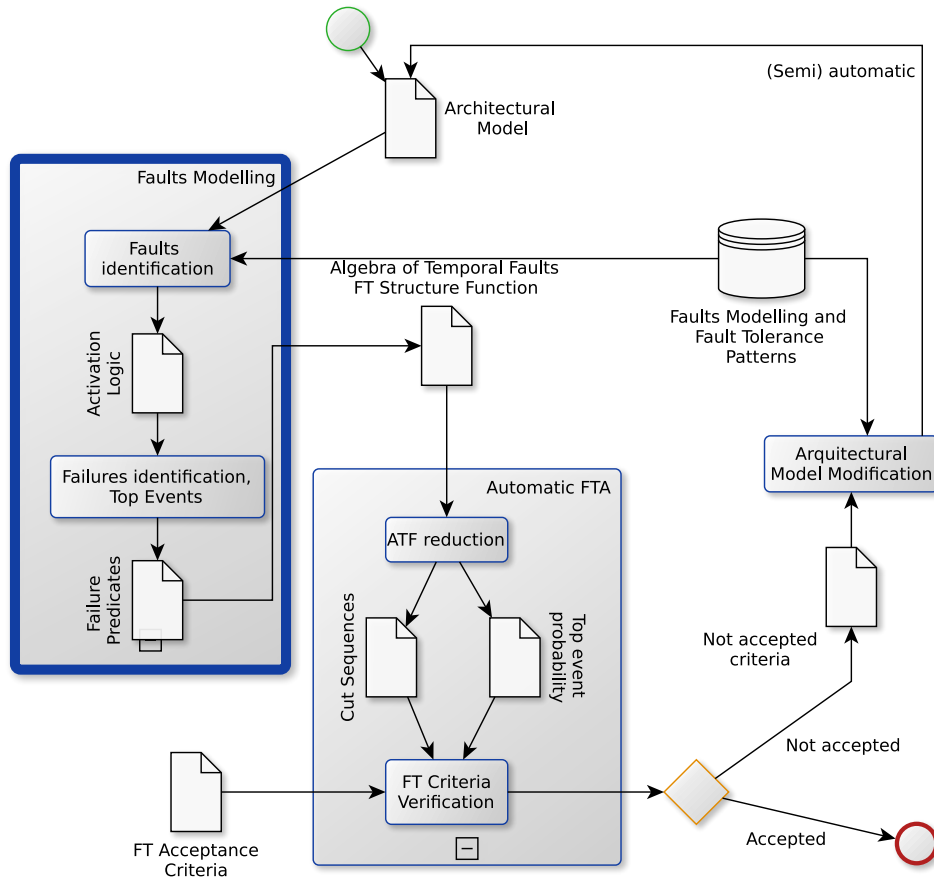 (Semi) automatic
Architectural
Model
Faults Modelling
Faults
identification
Algebra of Temporal Faults
FT Structure Function
Faults Modelling and
Fault Tolerance
Patterns
Activation
Logic
Failures identification,
Top Events
Automatic FTA
Arquitectural
Model Modification
ATF reduction
Failure
Predicates
Cut Sequences
Top event
probability
Not accepted
criteria
Not accepted
FT Criteria
Verification
Accepted
FT Acceptance
Criteria